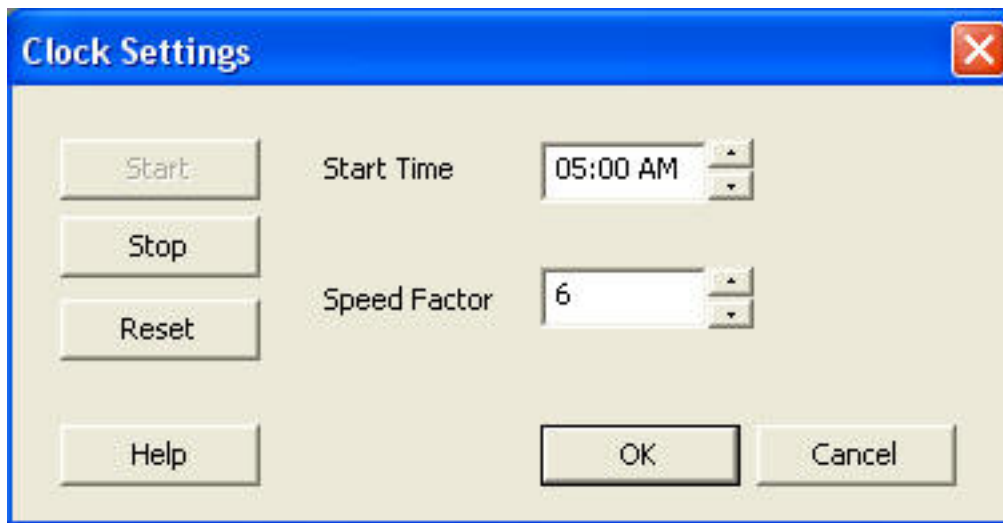 Clock Settings
Start
Start Time
05:00 AM
Stop
Speed Factor
6
Reset
Help
OK
Cancel